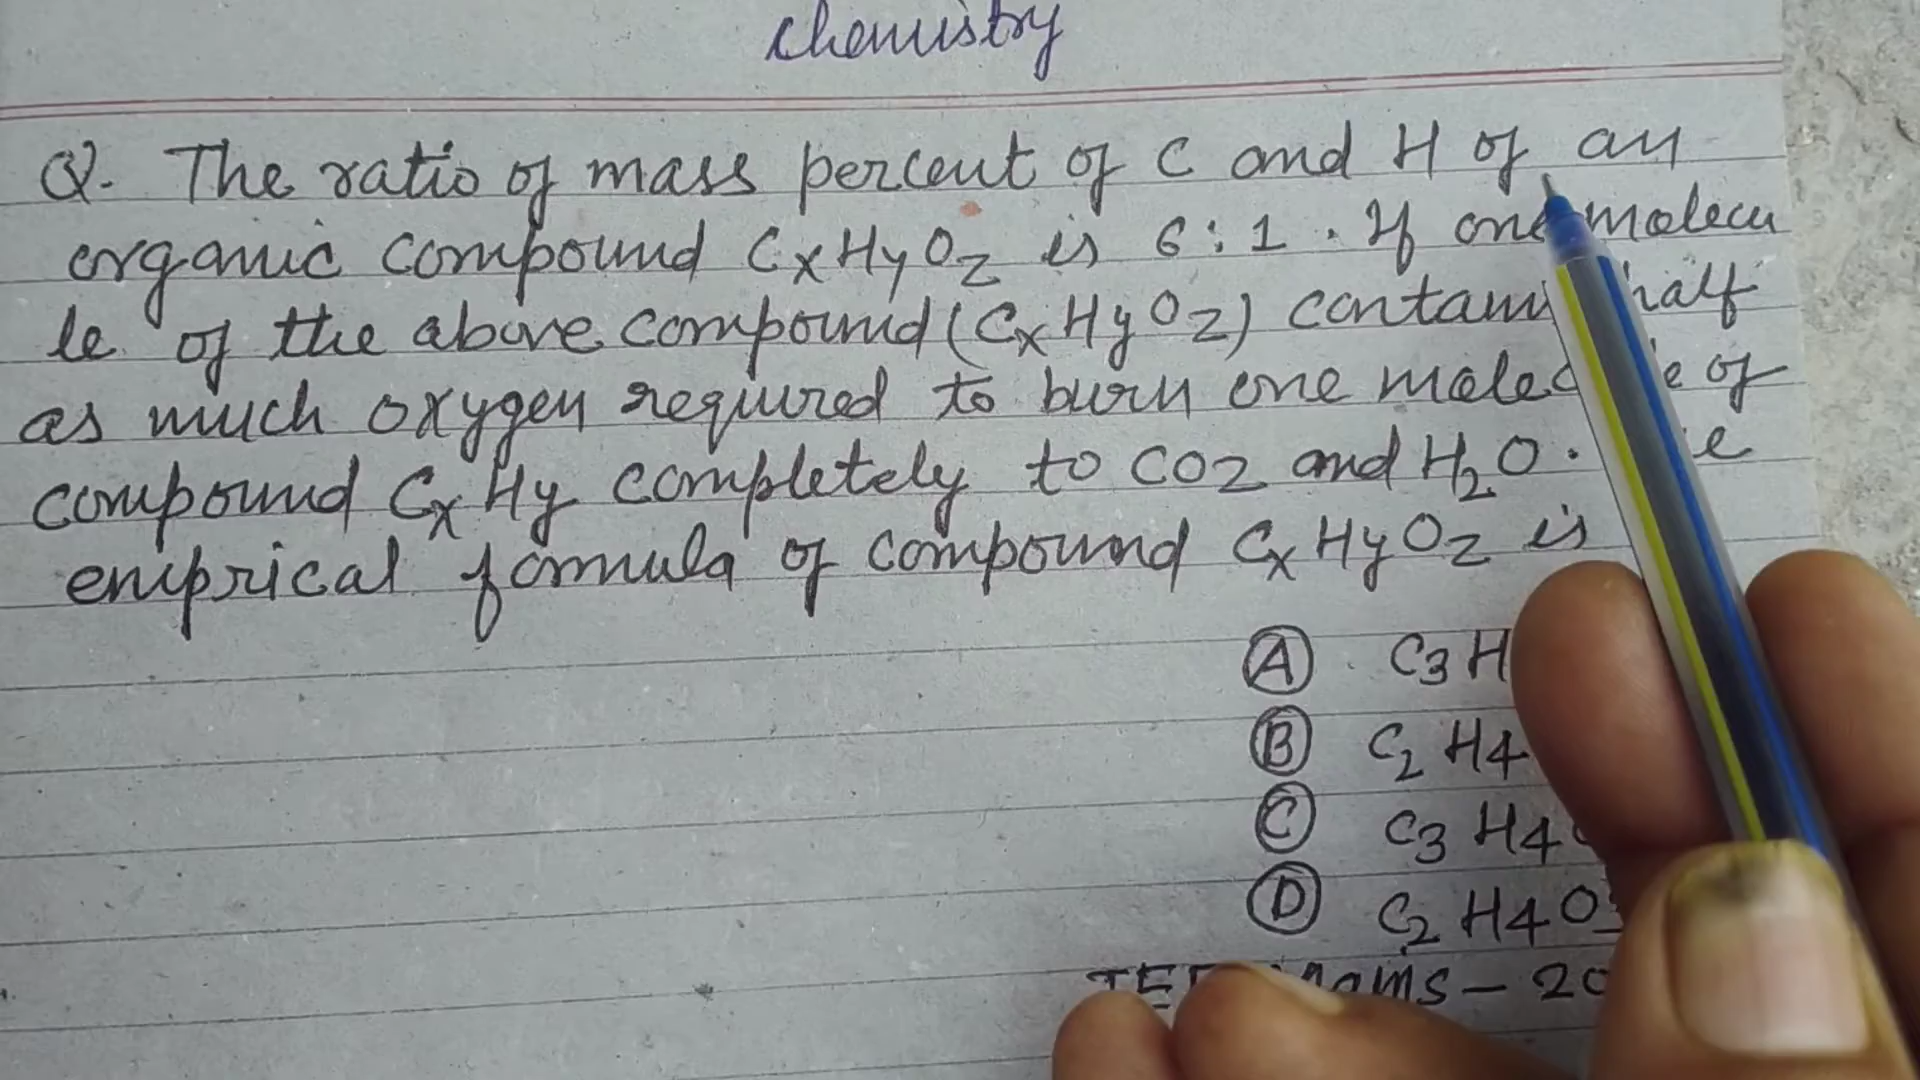 chemistry
Q. The ratio of mass percent of C and H of an
organic compound CxHyOz is 6:1. If one molecu
le of the above compound (CxHyOz) contain half
as much oxygen required to burn one of
compound CxHy completely to CO2 and H2O.
emprical formula of compound CxHyOz is
(A) C3H
(B) C2H4
(C) C3H4
(D) C2H4O
- 20